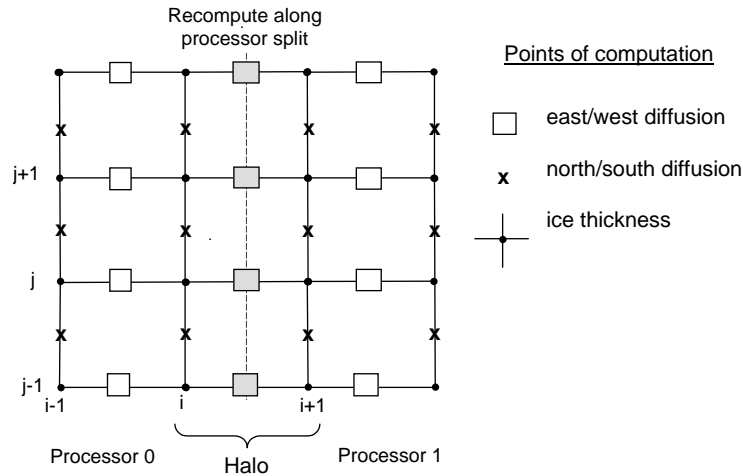 Recompute along
processor split
Points of computation
east/west diffusion
x north/south diffusion
ice thickness
x x x x
j+1
x x x x
j
x x x x
j-1
i-1 i i+1
Processor 0 Halo Processor 1